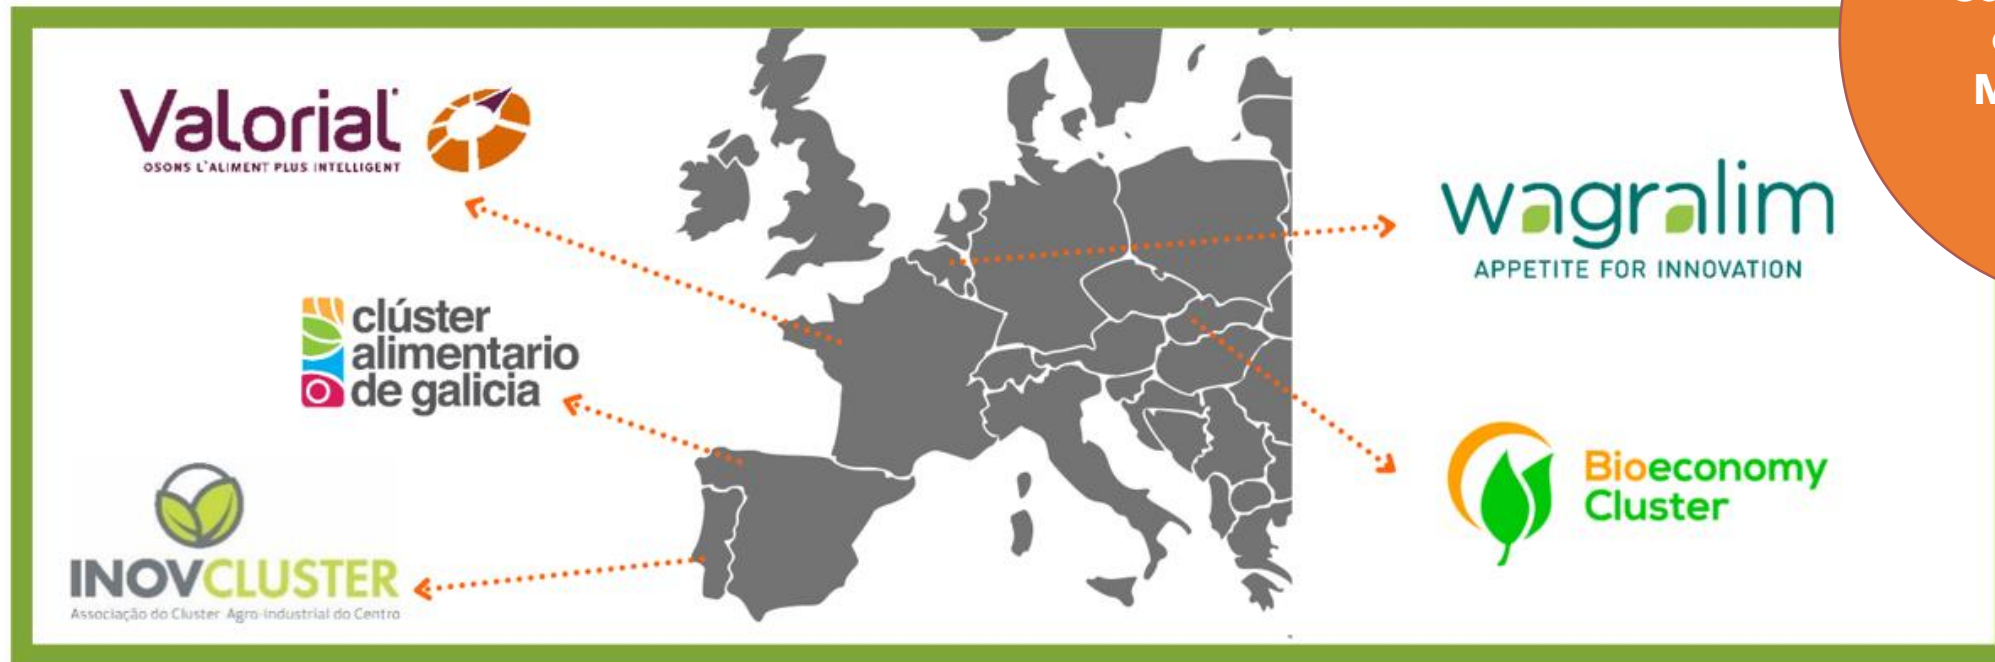 Valorial
OSONS L'ALIMENT PLUS INTELLIGENT
clúster
alimentario
de galicia
INOVCLUSTER
Associação do Cluster Agro-Industrial do Centro
wagralim
APPETITE FOR INNOVATION
Bioeconomy
Cluster